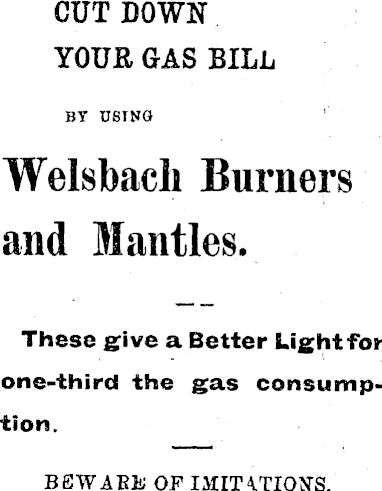 CUT DOWN
YOUR GAS BILL
BY USING
Welsbach Burners
and Mantles.
These give a Better Light for
one-third the gas consump-
tion.
BEWARE OF IMITATIONS.